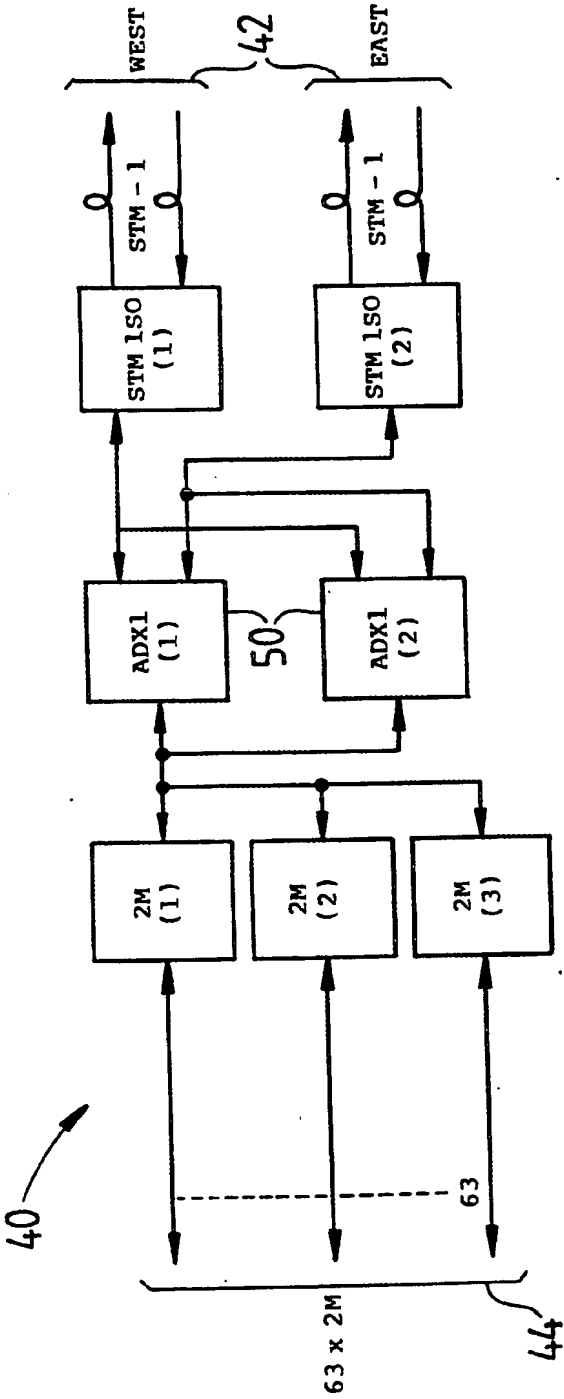 40
63 x 2M
44
63
2M
(1)
2M
(2)
2M
(3)
ADX1
(1)
50
ADX1
(2)
STM 1SO
(1)
STM 1SO
(2)
STM - 1
STM - 1
WEST
42
EAST